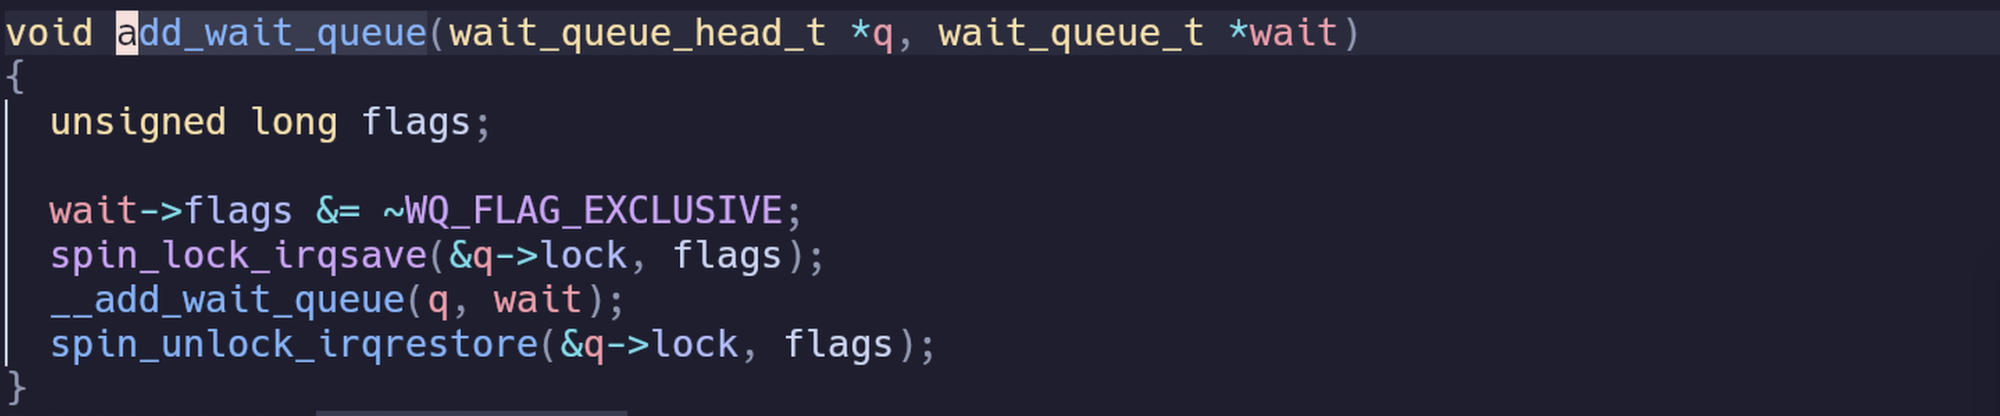 void add_wait_queue(wait_queue_head_t *q, wait_queue_t *wait)
{
  unsigned long flags;

  wait->flags &= ~WQ_FLAG_EXCLUSIVE;
  spin_lock_irqsave(&q->lock, flags);
  __add_wait_queue(q, wait);
  spin_unlock_irqrestore(&q->lock, flags);
}